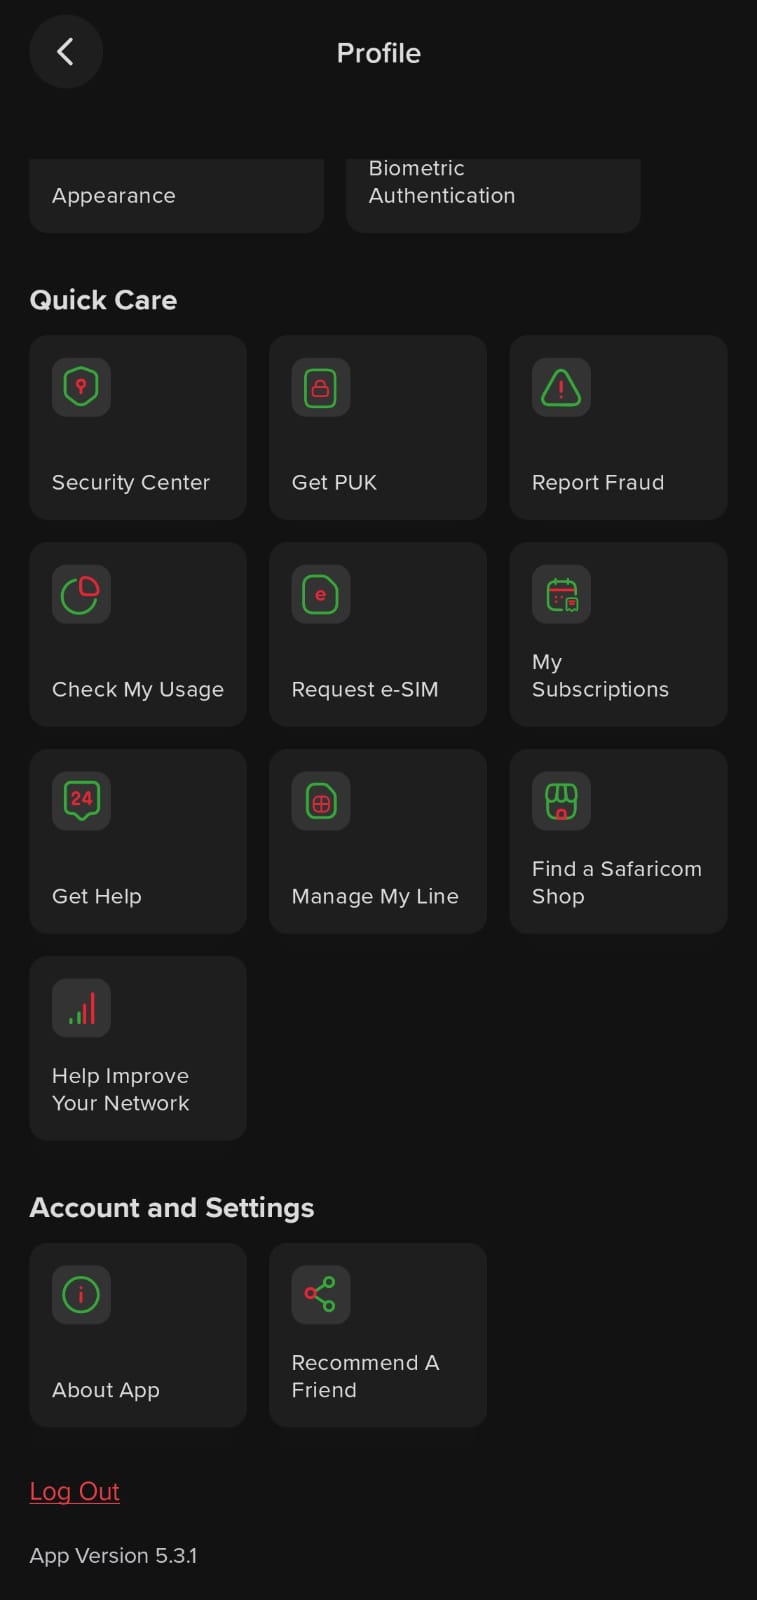 Profile
Appearance
Biometric
Authentication
Quick Care
Security Center
Get PUK
Report Fraud
Check My Usage
e
Request e-SIM
My
Subscriptions
24
Get Help
Manage My Line
Find a Safaricom
Shop
Help Improve
Your Network
Account and Settings
i
About App
Recommend A
Friend
Log Out
App Version 5.3.1